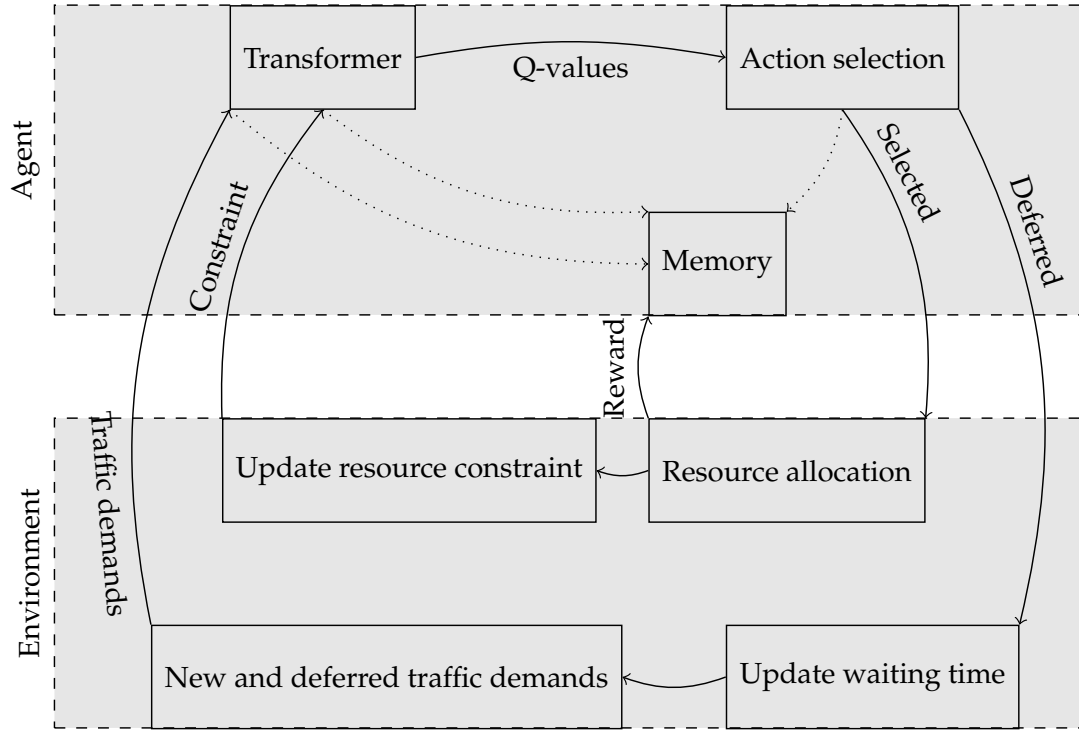 Transformer
Action selection
Q-values
Agent
Selected
Deferred
Constraint
Memory
Reward
Traffic demands
Update resource constraint
Resource allocation
Environment
New and deferred traffic demands
Update waiting time